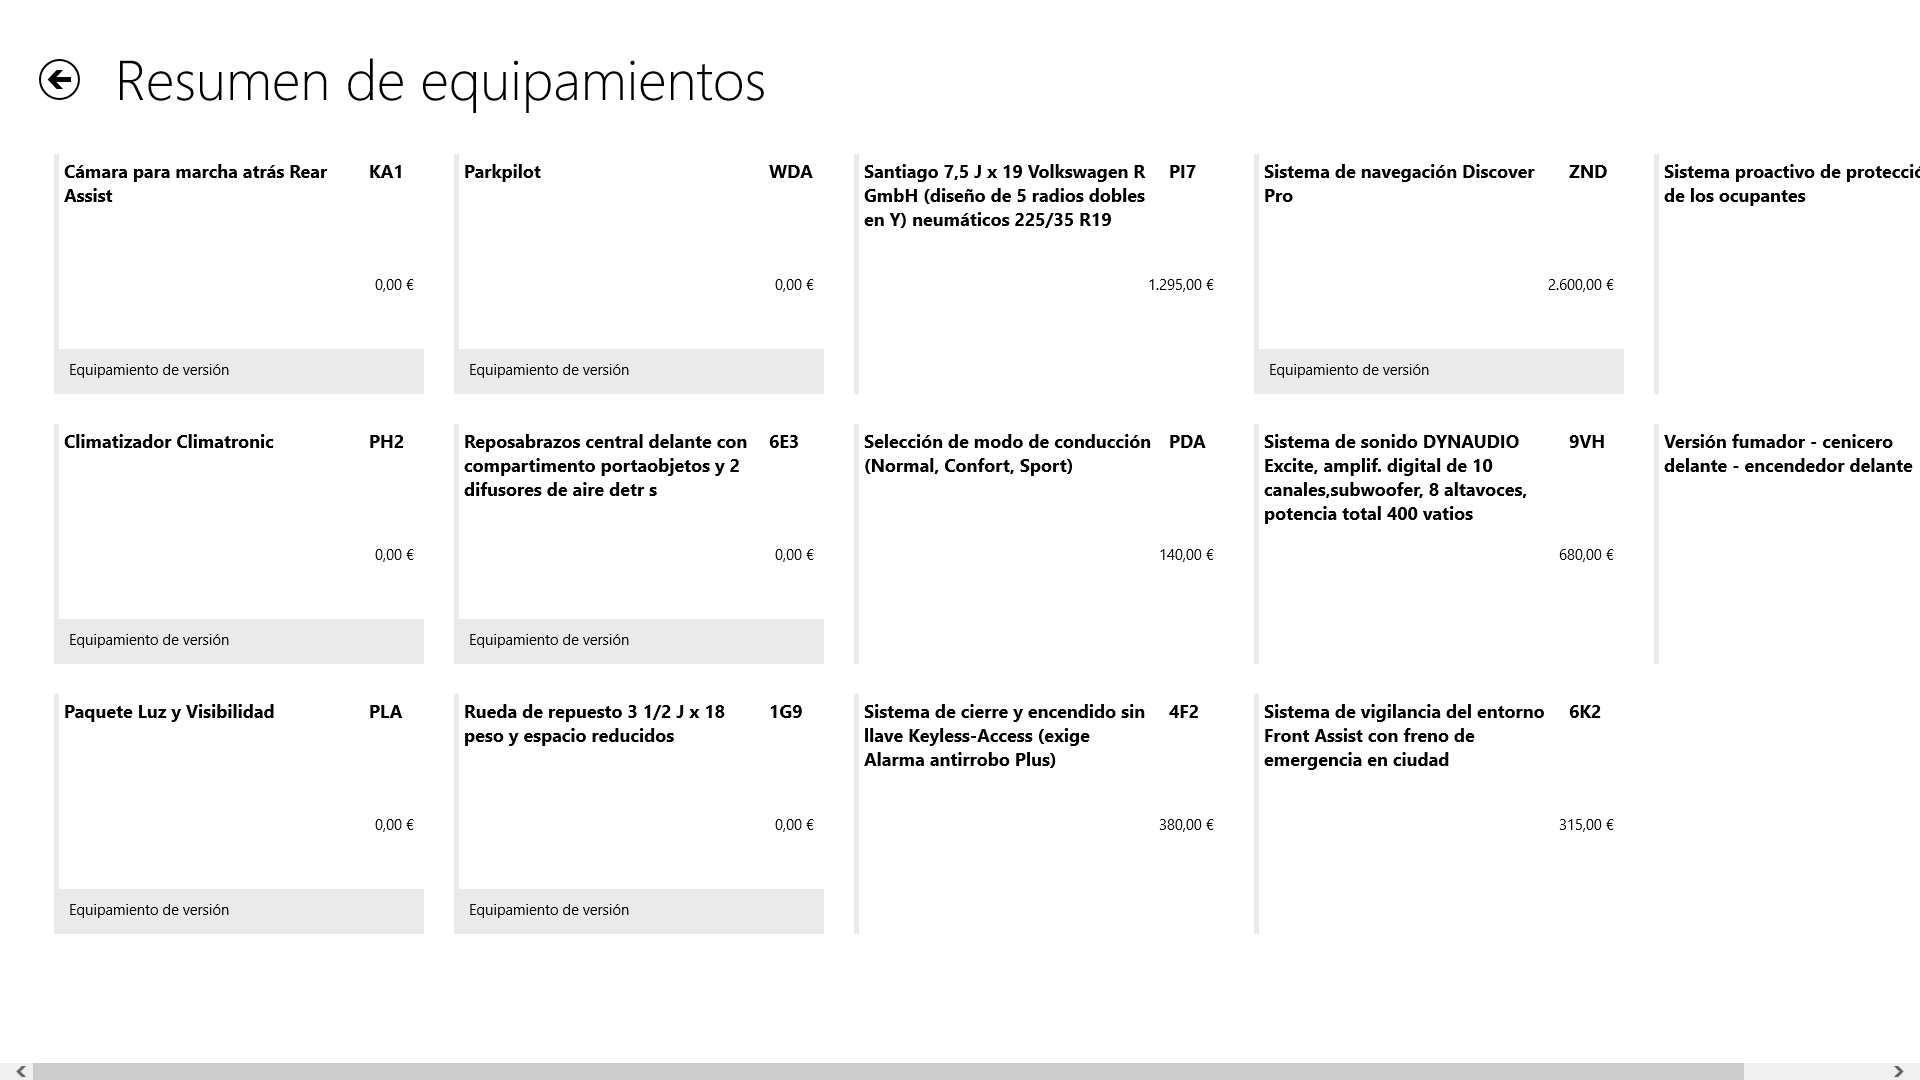 Resumen de equipamientos
Cámara para marcha atrás Rear
Assist
KA1
0,00 €
Equipamiento de versión
Parkpilot
WDA
0,00 €
Equipamiento de versión
Santiago 7,5 J x 19 Volkswagen R
GmbH (diseño de 5 radios dobles
en Y) neumáticos 225/35 R19
PI7
1.295,00 €
Sistema de navegación Discover
Pro
ZND
2.600,00 €
Equipamiento de versión
Sistema proactivo de
de los ocupantes
Climatizador Climatronic
PH2
0,00 €
Equipamiento de versión
Reposabrazos central delante con
compartimento portaobjetos y 2
difusores de aire detr s
6E3
0,00 €
Equipamiento de versión
Selección de modo de conducción
(Normal, Confort, Sport)
PDA
140,00 €
Sistema de sonido DYNAUDIO
Excite, amplif. digital de 10
canales,subwoofer, 8 altavoces,
potencia total 400 vatios
9VH
680,00 €
Versión fumador - cenicero
delante - encendedor delante
Paquete Luz y Visibilidad
PLA
0,00 €
Equipamiento de versión
Rueda de repuesto 3 1/2 J x 18
peso y espacio reducidos
1G9
0,00 €
Equipamiento de versión
Sistema de cierre y encendido sin
llave Keyless-Access (exige
Alarma antirrobo Plus)
4F2
380,00 €
Sistema de vigilancia del entorno
Front Assist con freno de
emergencia en ciudad
6K2
315,00 €